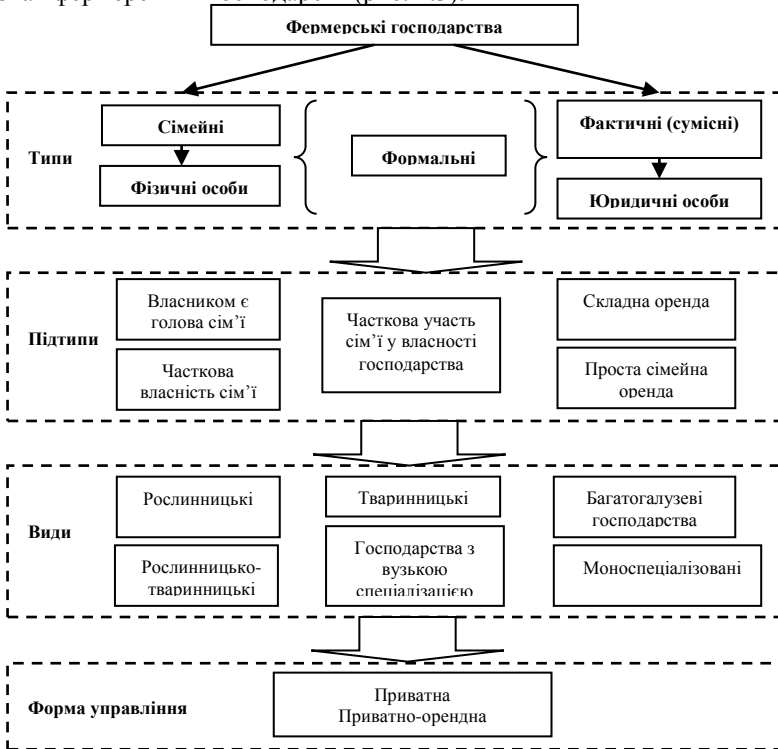 Фермерські господарства
Типи
Сімейні
Фізичні особи
Формальні
Фактичні (сумісні)
Юридичні особи
Підтипи
Власником є
голова сім’ї
Часткова
власність сім’ї
Часткова участь
сім’ї у власності
господарства
Складна оренда
Проста сімейна
оренда
Види
Рослинницькі
Рослинницько-
тваринницькі
Тваринницькі
Господарства з
вузькою
спеціалізацією
Багатогалузеві
господарства
Моноспеціалізовані
Форма управління
Приватна
Приватно-орендна